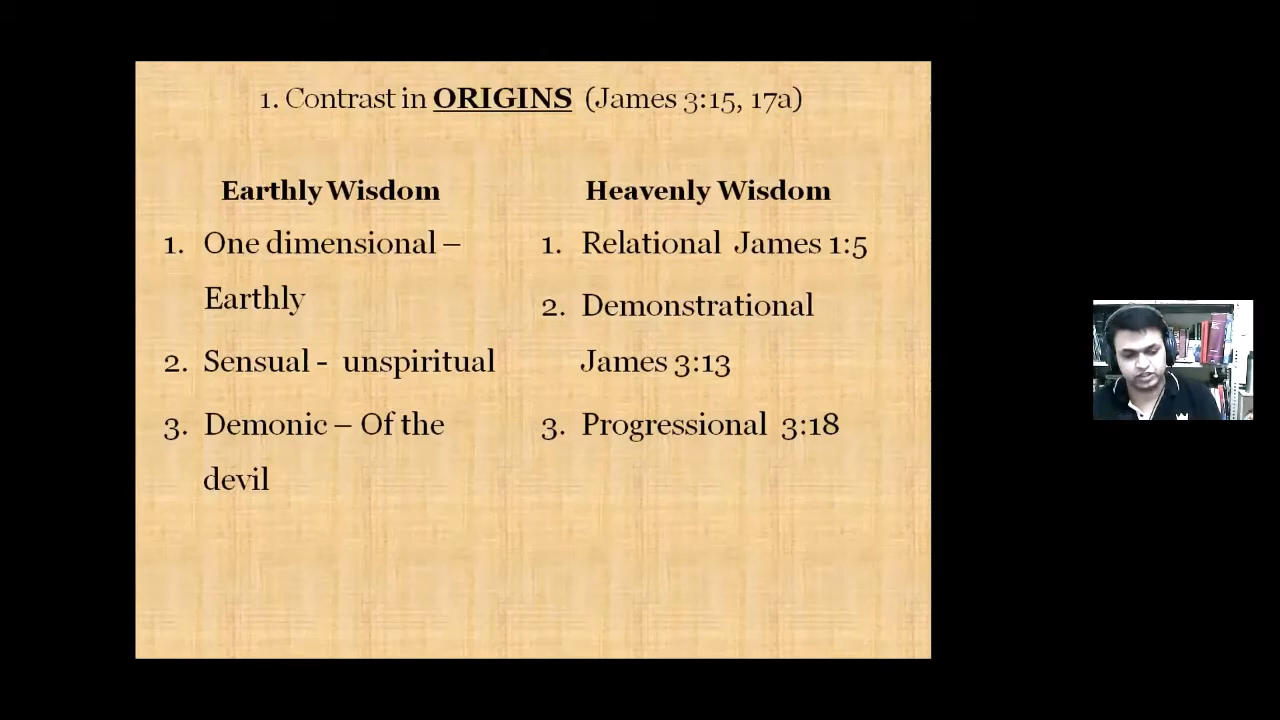 1. Contrast in ORIGINS (James 3:15, 17a)
Earthly Wisdom
1. One dimensional –
Earthly
2. Sensual - unspiritual
3. Demonic – Of the
devil
Heavenly Wisdom
1. Relational James 1:5
2. Demonstrational
James 3:13
3. Progressional 3:18